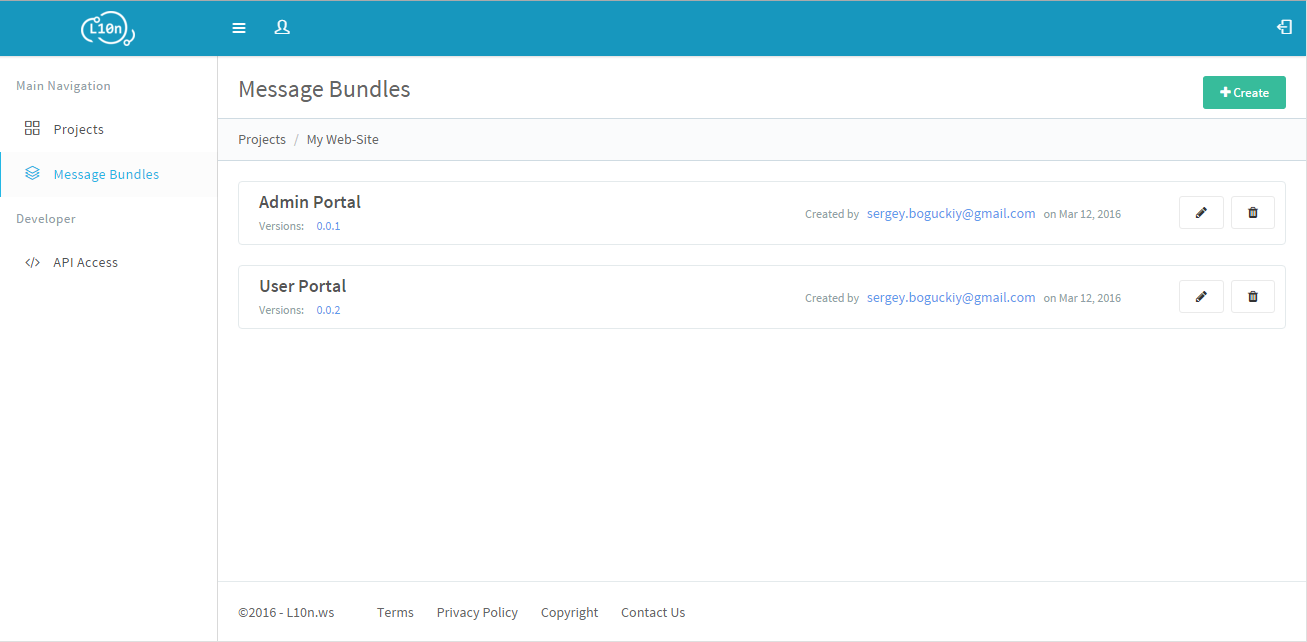 L10n
Main Navigation
Projects
Message Bundles
Developer
API Access
Message Bundles
Create
Projects / My Web-Site
Admin Portal
Versions: 0.0.1
Created by sergey.boguckiy@gmail.com on Mar 12, 2016
User Portal
Versions: 0.0.2
Created by sergey.boguckiy@gmail.com on Mar 12, 2016
©2016 - L10n.ws Terms Privacy Policy Copyright Contact Us